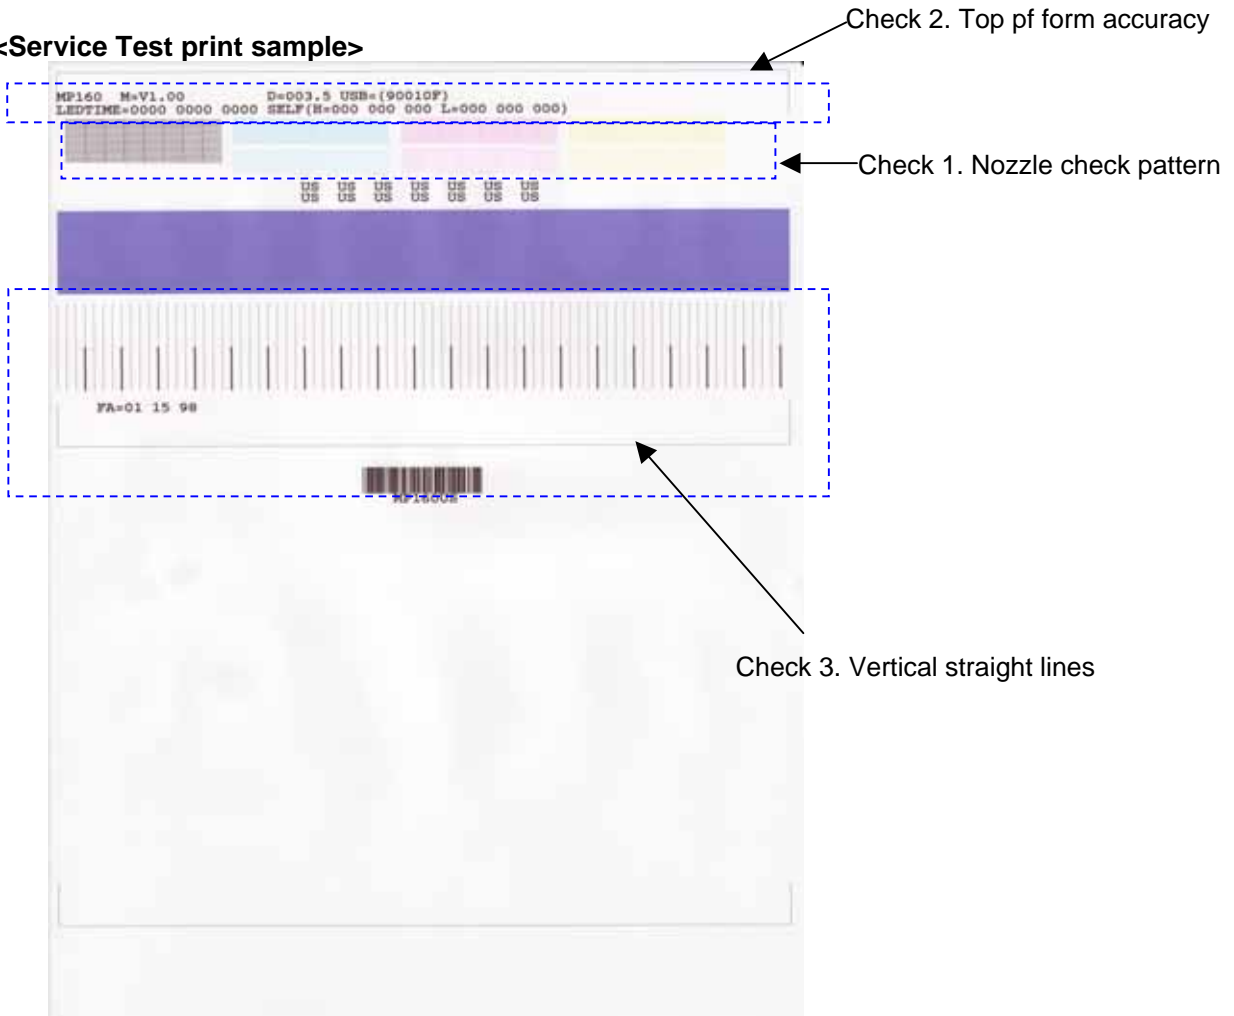 Check 2. Top pf form accuracy
<Service Test print sample>
MP160 M=V1.00 D=003.5 USB=(90010F)
LEDTIME=0000 0000 0000 SELF(H=000 000 000 L=000 000 000)
Check 1. Nozzle check pattern
US US US US US US US
US US US US US US US
FA=01 15 98
Check 3. Vertical straight lines